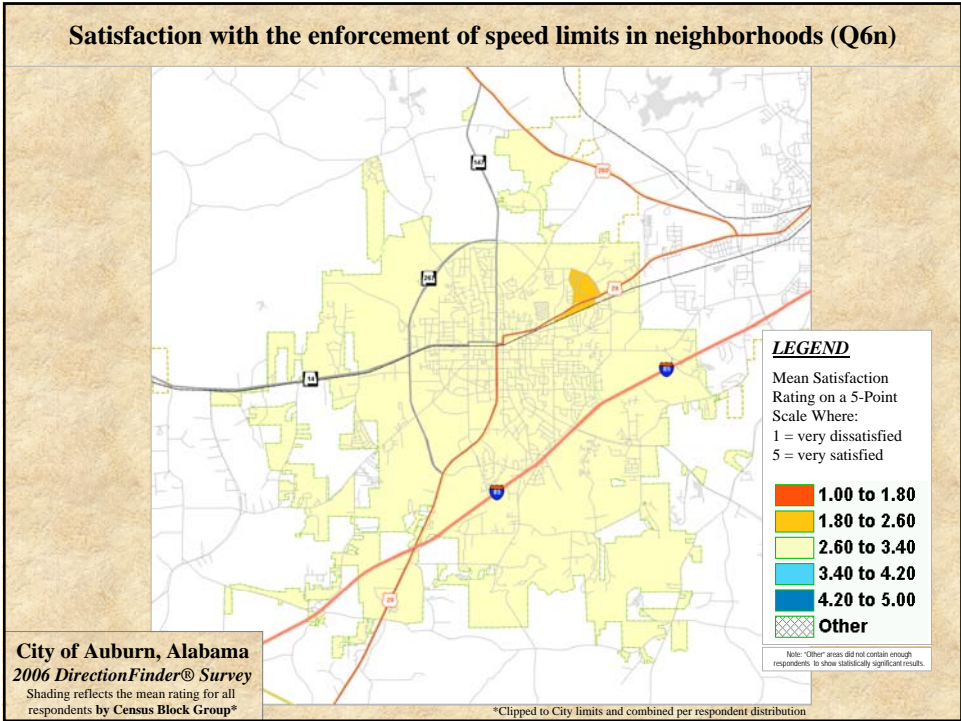 Satisfaction with the enforcement of speed limits in neighborhoods (Q6n)
147
280
267
29
14
85
85
29
LEGEND
Mean Satisfaction
Rating on a 5-Point
Scale Where:
1 = very dissatisfied
5 = very satisfied
1.00 to 1.80
1.80 to 2.60
2.60 to 3.40
3.40 to 4.20
4.20 to 5.00
Other
Note: "Other" areas did not contain enough
respondents to show statistically significant results.
City of Auburn, Alabama
2006 DirectionFinder® Survey
Shading reflects the mean rating for all
respondents by Census Block Group*
*Clipped to City limits and combined per respondent distribution